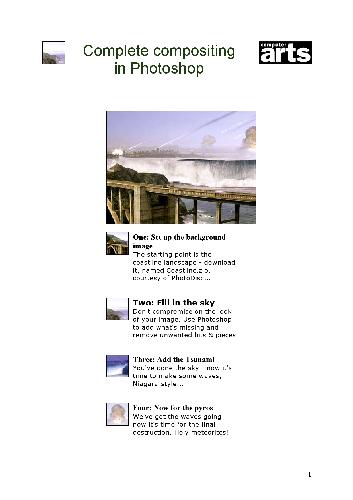 Complete compositing
in Photoshop
computer
arts
One: Set up the background
image
The starting point is the
coastline landscape - download
it, named Coastline.zip,
courtesy of PhotoDisc...
Two: Fill in the sky
Don't compromise on the look
of your image. Use Photoshop
to add what's missing and
remove unwanted bits & pieces
Three: Add the Tsunami
You've done the sky - now it's
time to make some waves,
Niagara style...
Four: Now for the pyros
We've got the waves going
now it's time for the final
destruction. Holy meteorites!
1